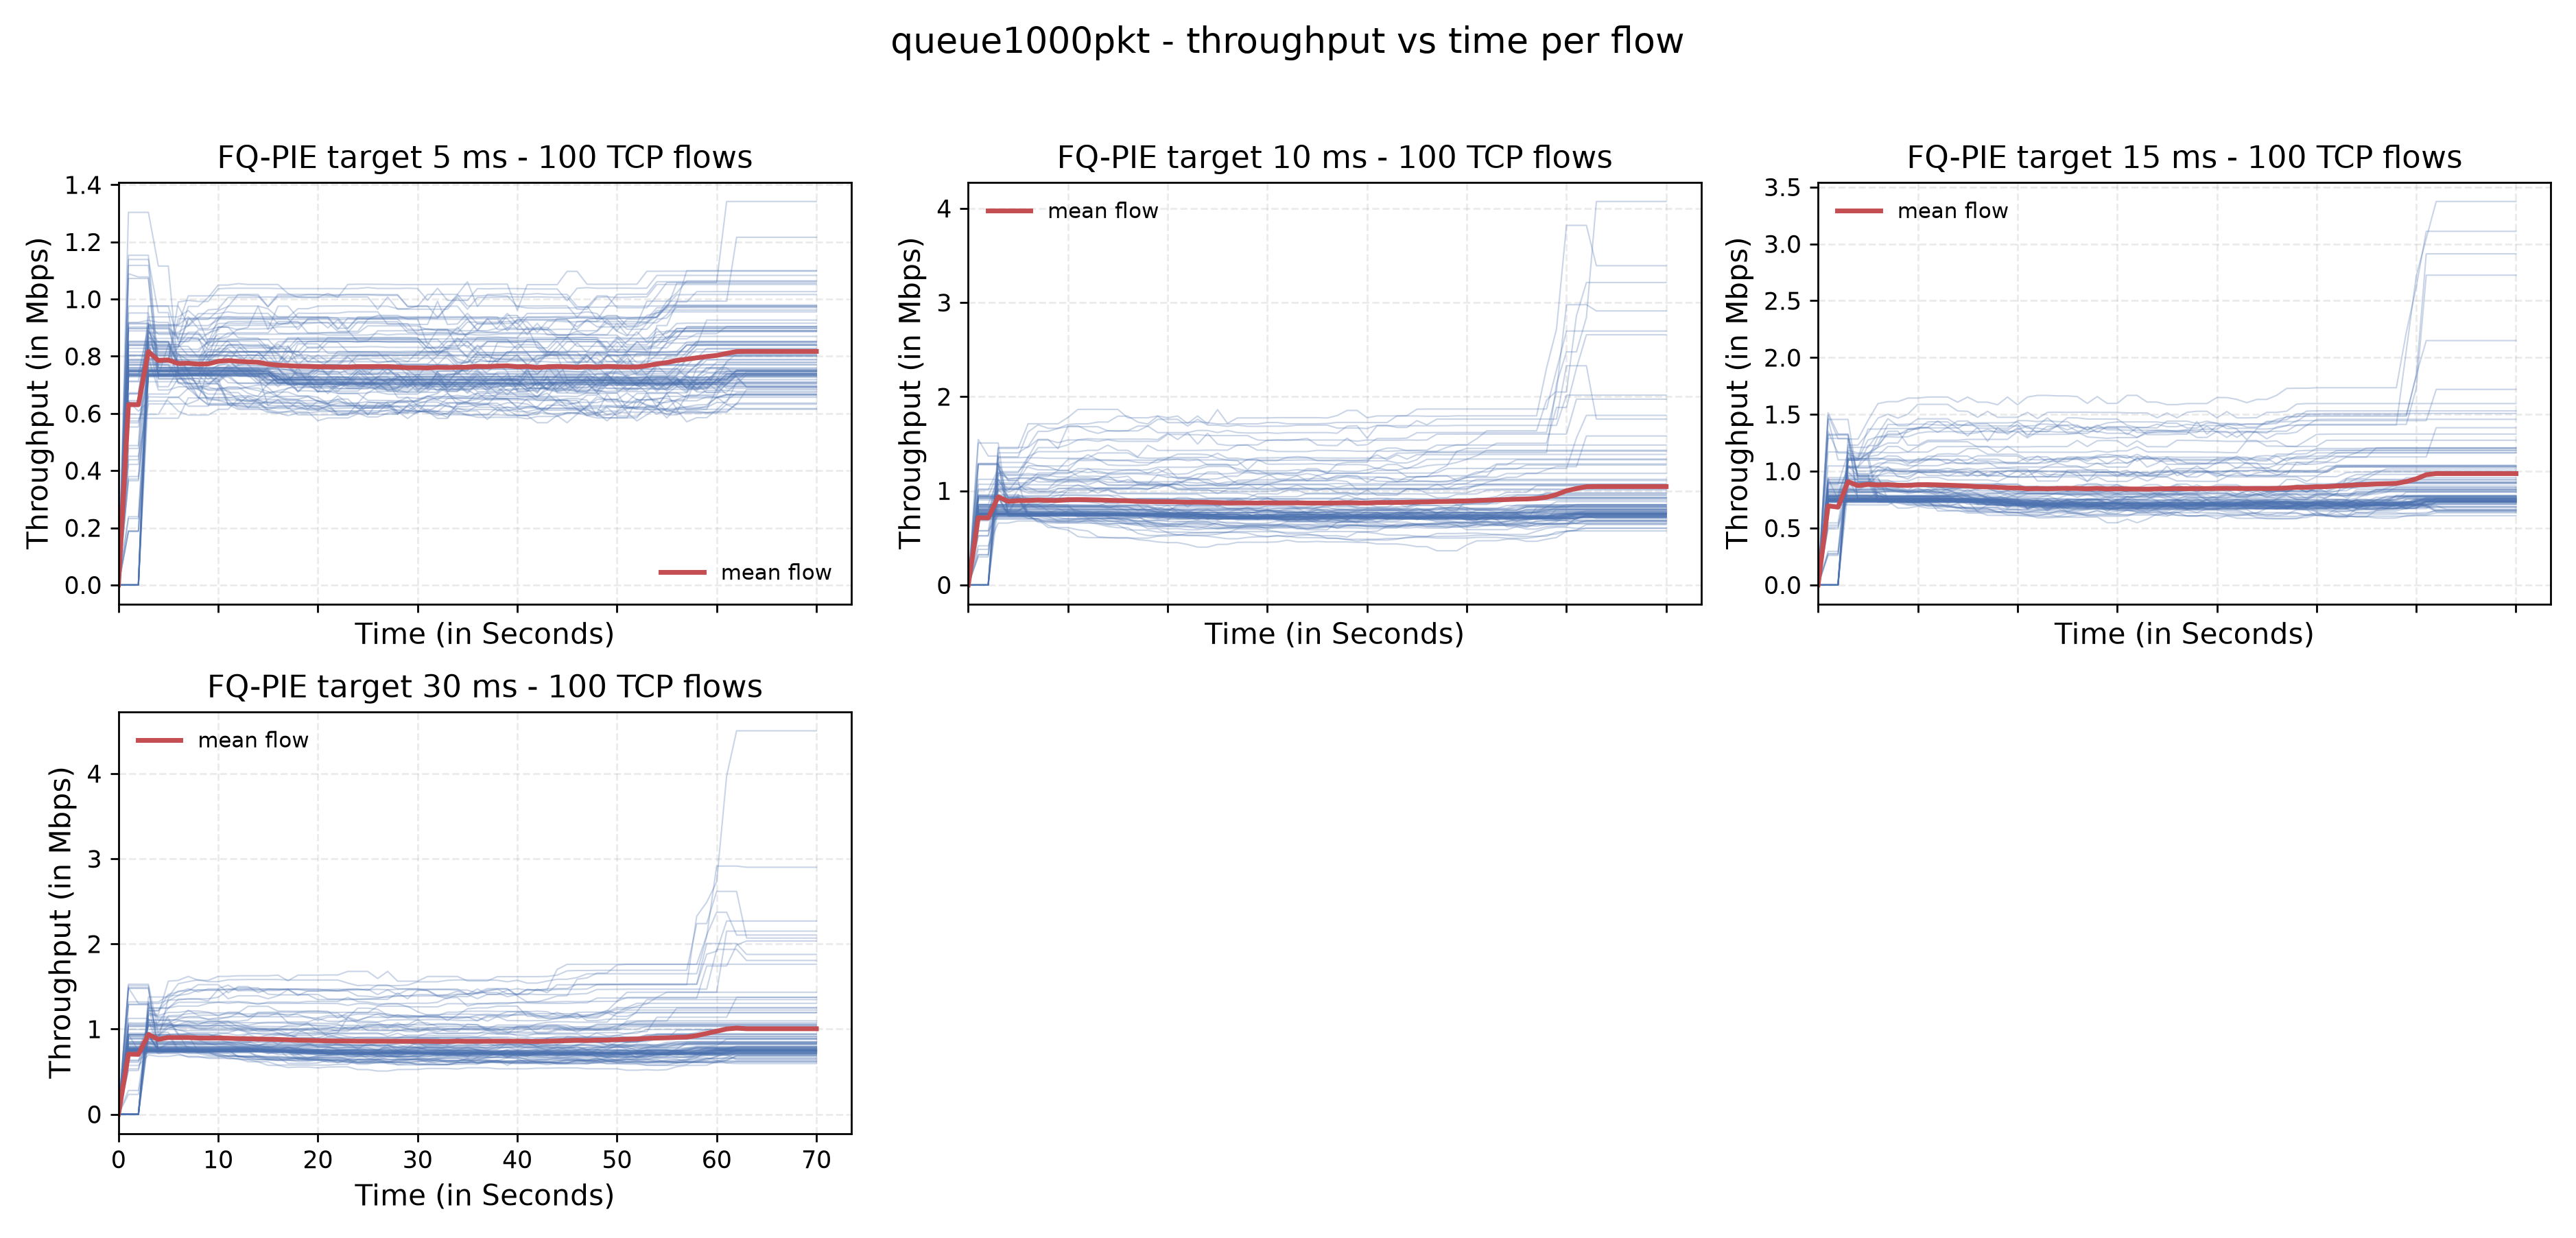 queue1000pkt - throughput vs time per flow
FQ-PIE target 5 ms - 100 TCP flows
1.4
1.2
1.0
0.8
0.6
0.4
0.2
0.0
Throughput (in Mbps)
mean flow
Time (in Seconds)
FQ-PIE target 10 ms - 100 TCP flows
4
3
2
1
0
Throughput (in Mbps)
mean flow
Time (in Seconds)
FQ-PIE target 15 ms - 100 TCP flows
3.5
3.0
2.5
2.0
1.5
1.0
0.5
0.0
Throughput (in Mbps)
mean flow
Time (in Seconds)
FQ-PIE target 30 ms - 100 TCP flows
4
3
2
1
0
Throughput (in Mbps)
mean flow
0 10 20 30 40 50 60 70
Time (in Seconds)